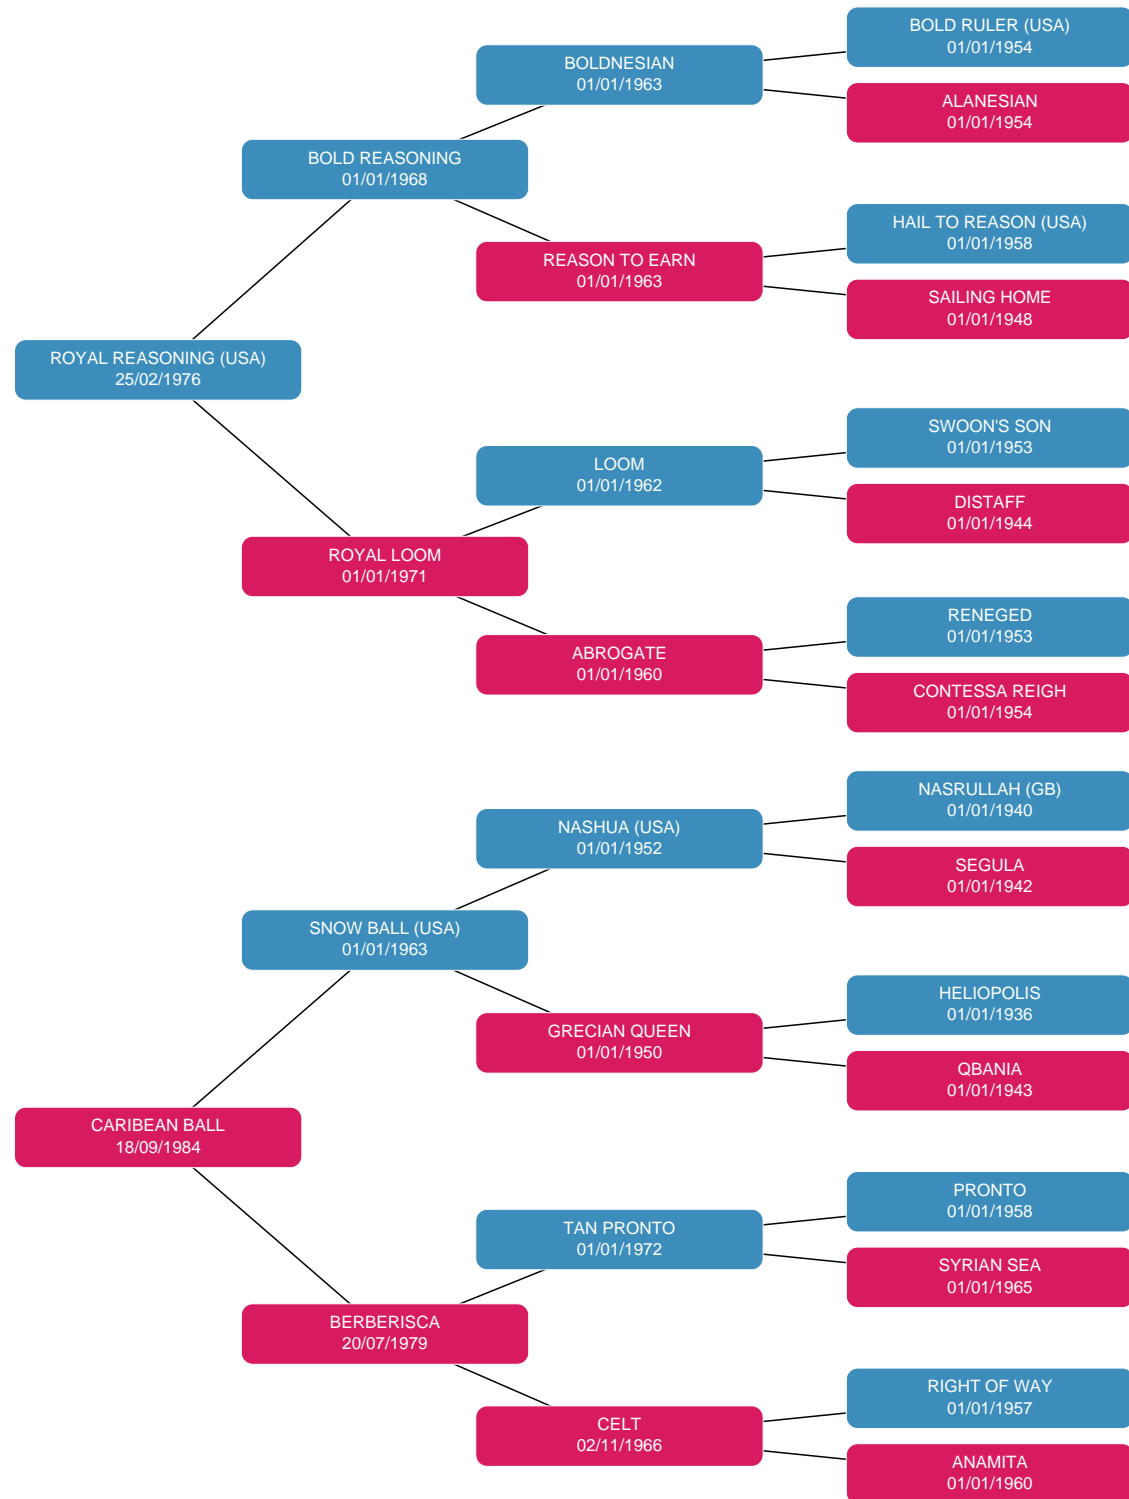 BOLD RULER (USA)
01/01/1954
BOLDNESIAN
01/01/1963
ALANESIAN
01/01/1954
BOLD REASONING
01/01/1968
HAIL TO REASON (USA)
01/01/1958
REASON TO EARN
01/01/1963
SAILING HOME
01/01/1948
ROYAL REASONING (USA)
25/02/1976
SWOON'S SON
01/01/1953
LOOM
01/01/1962
DISTAFF
01/01/1944
ROYAL LOOM
01/01/1971
RENEGED
01/01/1953
ABROGATE
01/01/1960
CONTESSA REIGH
01/01/1954
NASRULLAH (GB)
01/01/1940
NASHUA (USA)
01/01/1952
SEGULA
01/01/1942
SNOW BALL (USA)
01/01/1963
HELIOPOLIS
01/01/1936
GRECIAN QUEEN
01/01/1950
QBANIA
01/01/1943
CARIBEAN BALL
18/09/1984
PRONTO
01/01/1958
TAN PRONTO
01/01/1972
SYRIAN SEA
01/01/1965
BERBERISCA
20/07/1979
RIGHT OF WAY
01/01/1957
CELT
02/11/1966
ANAMITA
01/01/1960